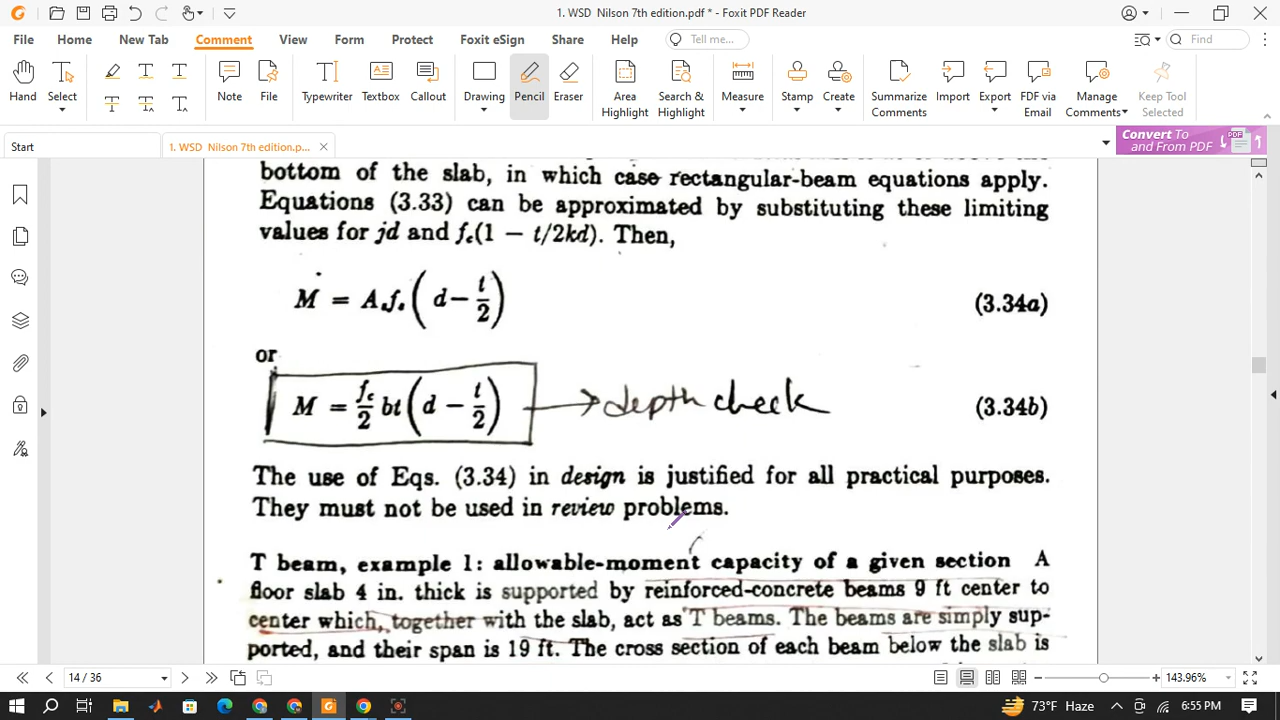 1. WSD Nilson 7th edition.pdf * - Foxit PDF Reader
File Home New Tab Comment View Form Protect Foxit eSign Share Help Tell me... Find
Hand Select Note File Typewriter Textbox Callout Drawing Pencil Eraser Area Highlight Search & Highlight Measure Stamp Create Summarize Comments Import Export FDF via Email Manage Comments Keep Tool Selected
Start 1. WSD Nilson 7th edition.p... Convert To and From PDF PDF
bottom of the slab, in which case rectangular-beam equations apply.
Equations (3.33) can be approximated by substituting these limiting
values for jd and fc(1 − t/2kd). Then,
M = Asfs(d − t/2) (3.34a)
or
M = fc/2 bt(d − t/2) → depth check (3.34b)
The use of Eqs. (3.34) in design is justified for all practical purposes.
They must not be used in review problems.
T beam, example 1: allowable-moment capacity of a given section A
floor slab 4 in. thick is supported by reinforced-concrete beams 9 ft center to
center which, together with the slab, act as T beams. The beams are simply sup-
ported, and their span is 19 ft. The cross section of each beam below the slab is
14 / 36 143.96%
73°F Haze 6:55 PM